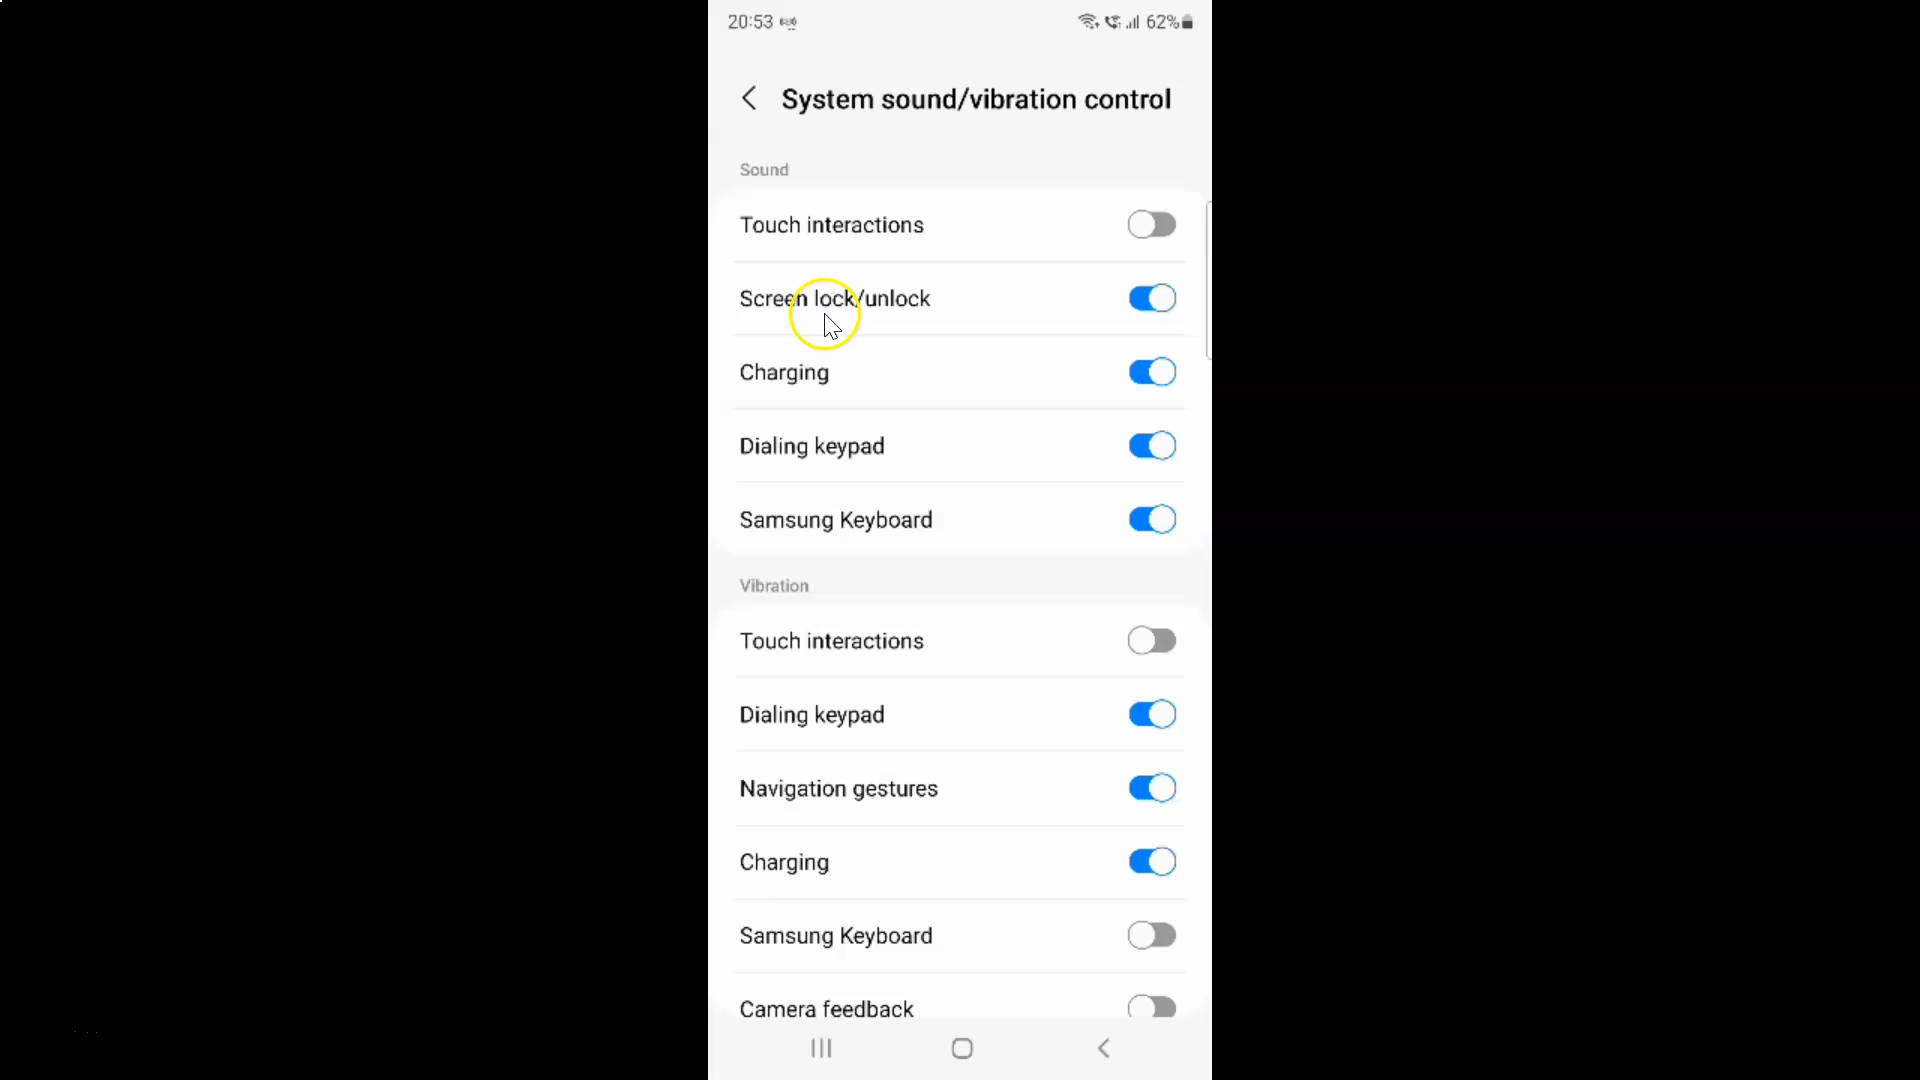 20:53 62%
System sound/vibration control
Sound
Touch interactions
Screen lock/unlock
Charging
Dialing keypad
Samsung Keyboard
Vibration
Touch interactions
Dialing keypad
Navigation gestures
Charging
Samsung Keyboard
Camera feedback